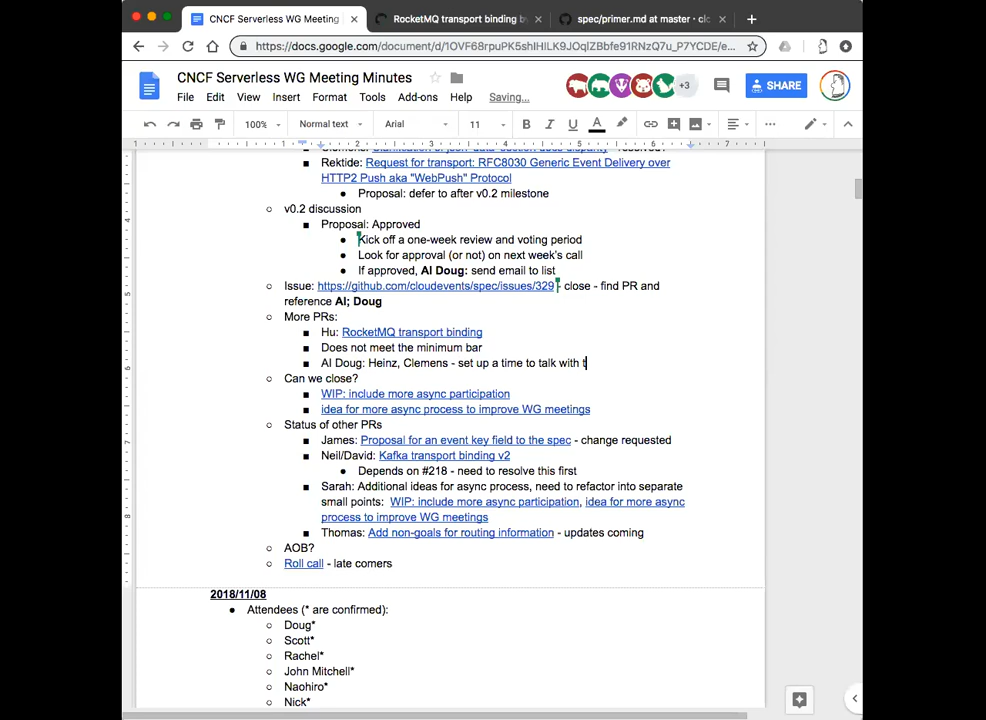 CNCF Serverless WG Meeting
RocketMQ transport binding by
spec/primer.md at master · clo
https://docs.google.com/document/d/1OVF68rpuPK5shIHILK9JOqlZBbfe91RNzQ7u_P7YCDE/e...
CNCF Serverless WG Meeting Minutes
+3
SHARE
File Edit View Insert Format Tools Add-ons Help Saving...
100% Normal text Arial 11 B I U A
1 1 2 3 4 5 6 7
Rektide: Request for transport: RFC8030 Generic Event Delivery over
HTTP2 Push aka "WebPush" Protocol
Proposal: defer to after v0.2 milestone
v0.2 discussion
Proposal: Approved
Kick off a one-week review and voting period
Look for approval (or not) on next week's call
If approved, AI Doug: send email to list
Issue: https://github.com/cloudevents/spec/issues/329 - close - find PR and
reference AI; Doug
More PRs:
Hu: RocketMQ transport binding
Does not meet the minimum bar
AI Doug: Heinz, Clemens - set up a time to talk with t
Can we close?
WIP: include more async participation
idea for more async process to improve WG meetings
Status of other PRs
James: Proposal for an event key field to the spec - change requested
Neil/David: Kafka transport binding v2
Depends on #218 - need to resolve this first
Sarah: Additional ideas for async process, need to refactor into separate
small points: WIP: include more async participation, idea for more async
process to improve WG meetings
Thomas: Add non-goals for routing information - updates coming
AOB?
Roll call - late comers
2018/11/08
Attendees (* are confirmed):
Doug*
Scott*
Rachel*
John Mitchell*
Naohiro*
Nick*